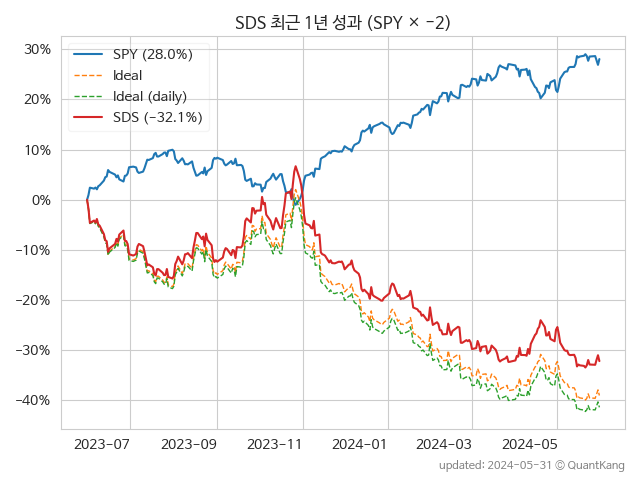 SDS 최근 1년 성과 (SPY × −2)
SPY (28.0%)
Ideal
Ideal (daily)
SDS (−32.1%)
30%
20%
10%
0%
−10%
−20%
−30%
−40%
2023-07 2023-09 2023-11 2024-01 2024-03 2024-05
updated: 2024-05-31 © QuantKang